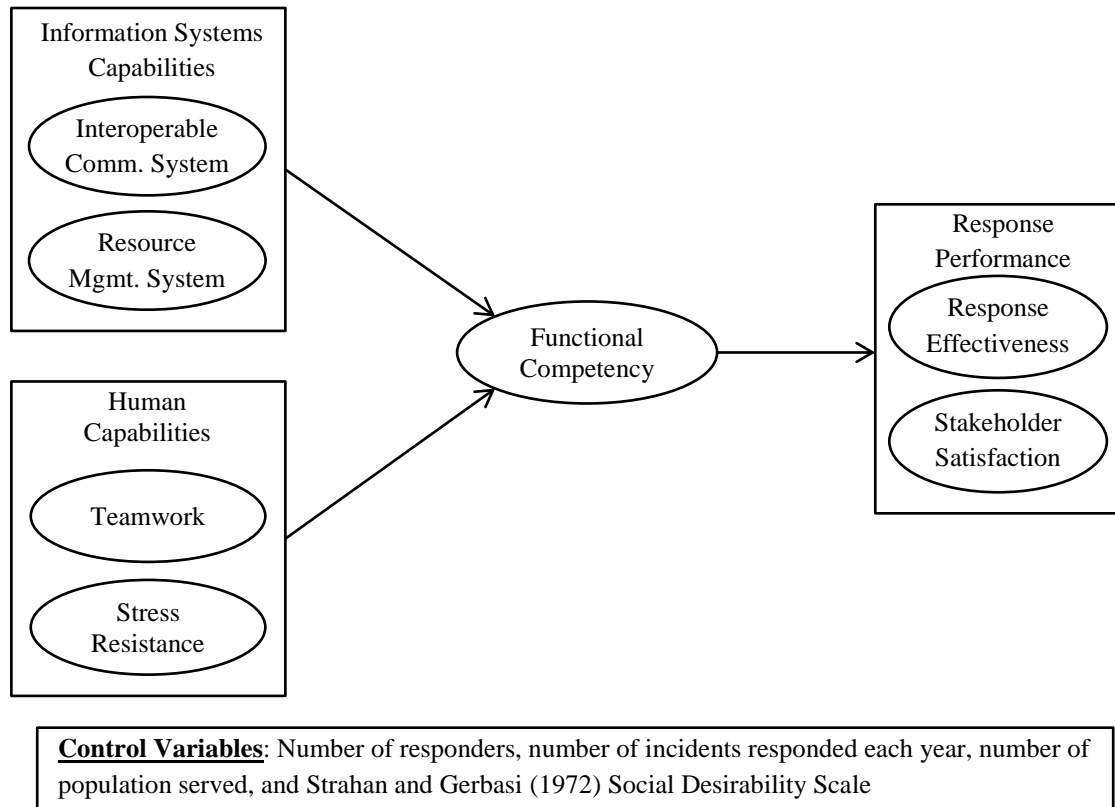 Information Systems
Capabilities
Interoperable
Comm. System
Resource
Mgmt. System
Human
Capabilities
Teamwork
Stress
Resistance
Functional
Competency
Response
Performance
Response
Effectiveness
Stakeholder
Satisfaction
Control Variables: Number of responders, number of incidents responded each year, number of
population served, and Strahan and Gerbasi (1972) Social Desirability Scale